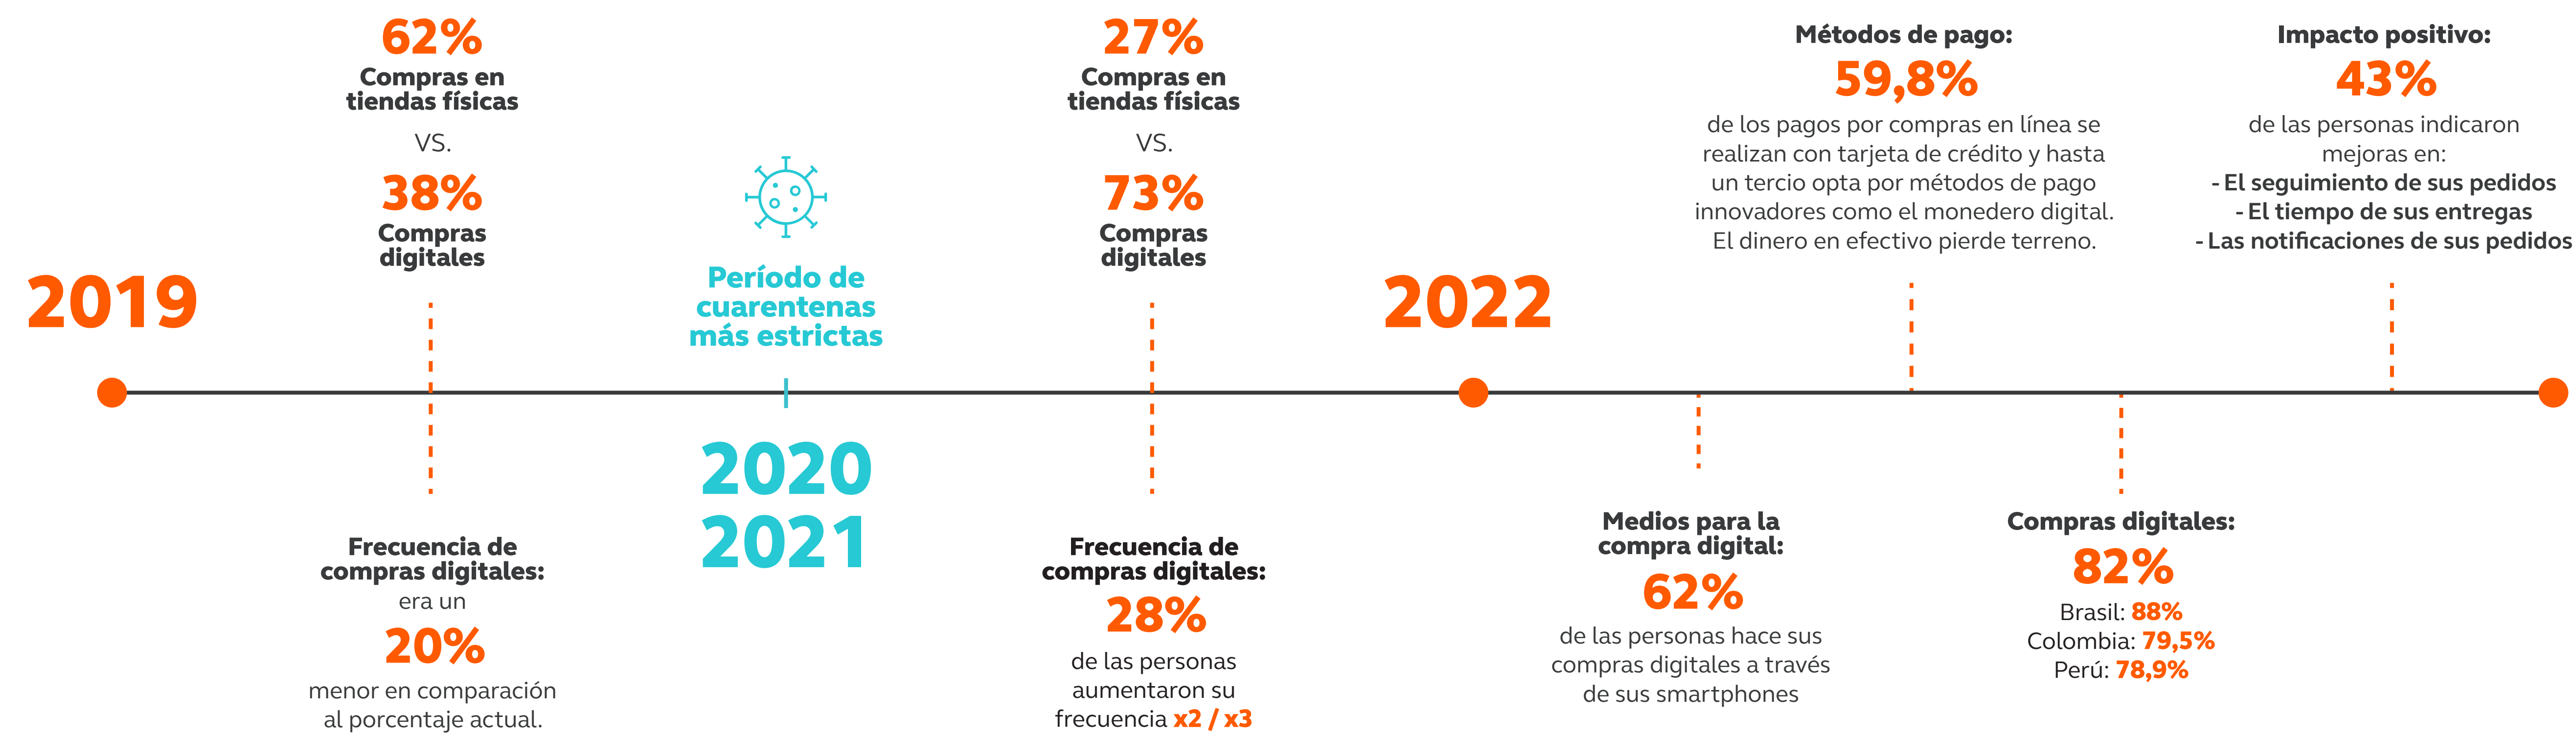 2019
62%
Compras en
tiendas físicas
VS.
38%
Compras
digitales
Frecuencia de
compras digitales:
era un
20%
menor en comparación
al porcentaje actual.
Período de
cuarentenas
más estrictas
2020
2021
27%
Compras en
tiendas físicas
VS.
73%
Compras
digitales
Frecuencia de
compras digitales:
28%
de las personas
aumentaron su
frecuencia x2 / x3
2022
Medios para la
compra digital:
62%
de las personas hace sus
compras digitales a través
de sus smartphones
Métodos de pago:
59,8%
de los pagos por compras en línea se
realizan con tarjeta de crédito y hasta
un tercio opta por métodos de pago
innovadores como el monedero digital.
El dinero en efectivo pierde terreno.
Compras digitales:
82%
Brasil: 88%
Colombia: 79,5%
Perú: 78,9%
Impacto positivo:
43%
de las personas indicaron
mejoras en:
- El seguimiento de sus pedidos
- El tiempo de sus entregas
- Las notificaciones de sus pedidos